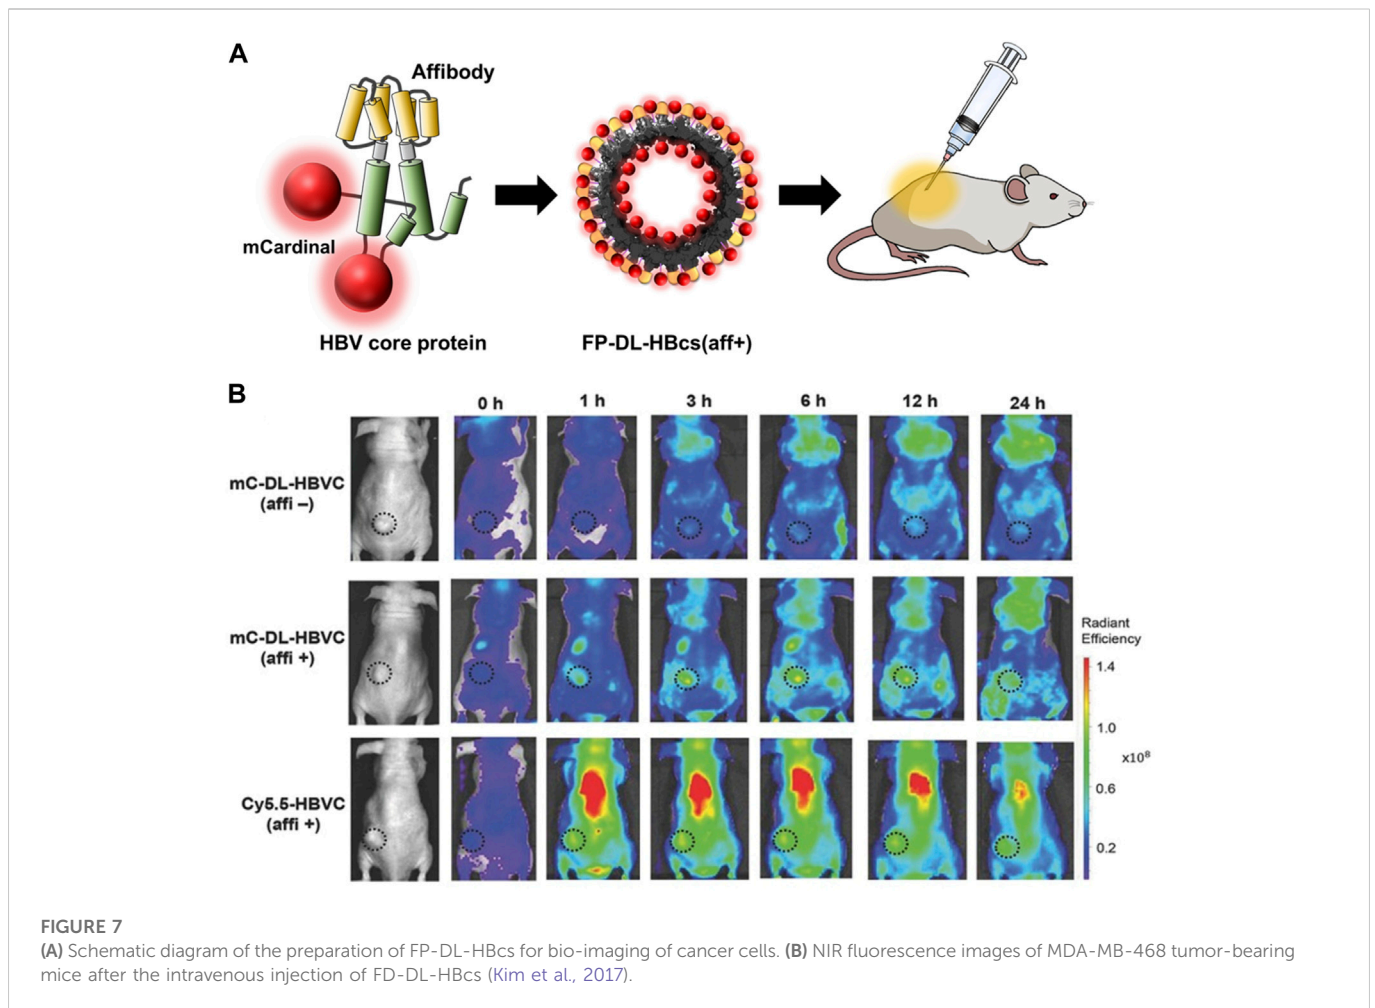 A
Affibody
mCardinal
HBV core protein
FP-DL-HBcs(aff+)
B
0 h 1 h 3 h 6 h 12 h 24 h
mC-DL-HBVC
(affi –)
mC-DL-HBVC
(affi +)
Cy5.5-HBVC
(affi +)
Radiant
Efficiency
1.4
1.0
x10⁸
0.6
0.2
FIGURE 7
(A) Schematic diagram of the preparation of FP-DL-HBcs for bio-imaging of cancer cells. (B) NIR fluorescence images of MDA-MB-468 tumor-bearing
mice after the intravenous injection of FD-DL-HBcs (Kim et al., 2017).